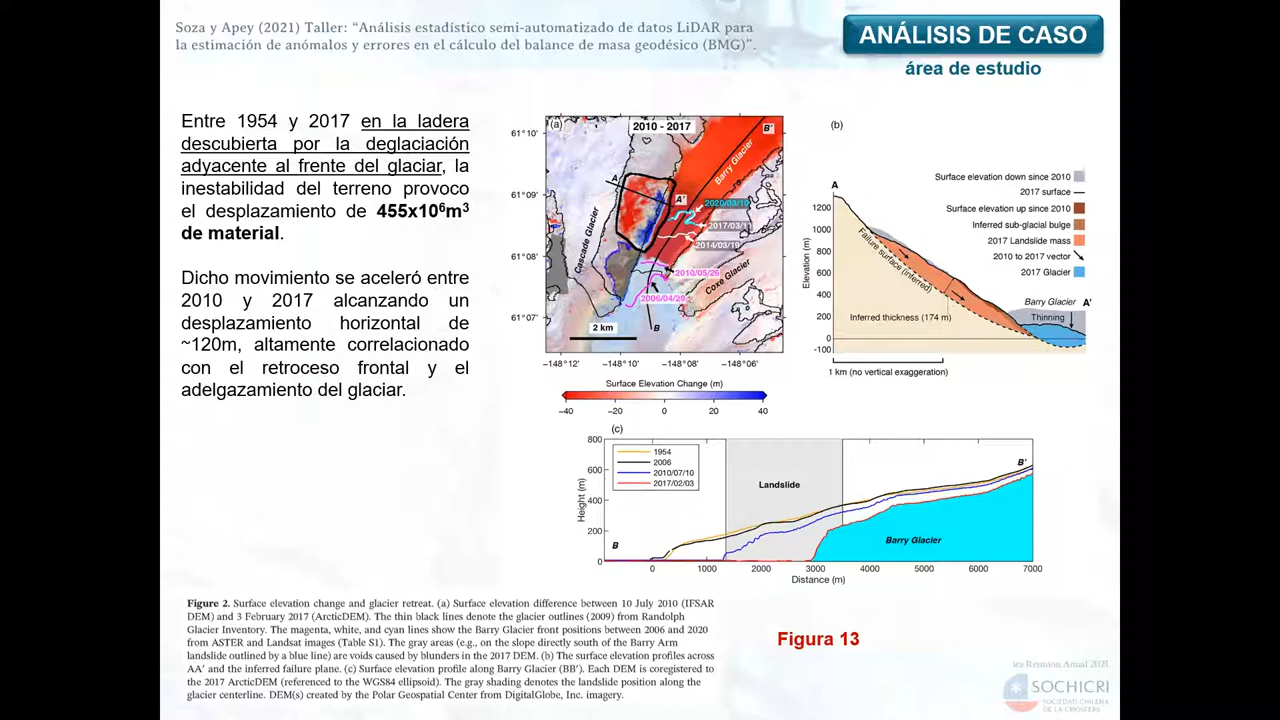 Soza y Apey (2021) Taller: “Análisis estadístico semi-automatizado de datos LiDAR para
la estimación de anómalos y errores en el cálculo del balance de masa geodésico (BMG)”.
ANÁLISIS DE CASO
área de estudio
Entre 1954 y 2017 en la ladera
descubierta por la deglaciación
adyacente al frente del glaciar, la
inestabilidad del terreno provoco
el desplazamiento de 455x10⁶m³
de material.
Dicho movimiento se aceleró entre
2010 y 2017 alcanzando un
desplazamiento horizontal de
~120m, altamente correlacionado
con el retroceso frontal y el
adelgazamiento del glaciar.
(a)
2010 - 2017
B'
61°10'
61°09'
61°08'
61°07'
A
A'
Barry Glacier
Cascade Glacier
Coxe Glacier
2020/03/10
2017/03/11
2014/03/19
2010/05/26
2006/04/29
2 km
B
−148°12'
−148°10'
−148°08'
−148°06'
Surface Elevation Change (m)
−40
−20
0
20
40
(b)
Surface elevation down since 2010
2017 surface
Surface elevation up since 2010
Inferred subglacial bulge
2017 Landslide mass
2010 to 2017 vector
2017 Glacier
A
1200
1000
800
600
400
200
0
-100
Elevation (m)
Failure surface (inferred)
Inferred thickness (174 m)
Barry Glacier
A'
Thinning
1 km (no vertical exaggeration)
(c)
800
600
400
200
0
Height (m)
1954
2006
2010/07/10
2017/02/03
Landslide
B
B'
Barry Glacier
0
1000
2000
3000
4000
5000
6000
7000
Distance (m)
Figure 2. Surface elevation change and glacier retreat. (a) Surface elevation difference between 10 July 2010 (IFSAR
DEM) and 3 February 2017 (ArcticDEM). The thin black lines denote the glacier outlines (2009) from Randolph
Glacier Inventory. The magenta, white, and cyan lines show the Barry Glacier front positions between 2006 and 2020
from ASTER and Landsat images (Table S1). The gray areas (e.g., on the slope directly south of the Barry Arm
landslide outlined by a blue line) are voids caused by blunders in the 2017 DEM. (b) The surface elevation profiles across
AA′ and the inferred failure plane. (c) Surface elevation profile along Barry Glacier (BB′). Each DEM is coregistered to
the 2017 ArcticDEM (referenced to the WGS84 ellipsoid). The gray shading denotes the landslide position along the
glacier centerline. DEM(s) created by the Polar Geospatial Center from DigitalGlobe, Inc. imagery.
Figura 13
Reunión Anual 2021
SOCHICRI
SOCIEDAD CHILENA
DE LA CRIÓSFERA